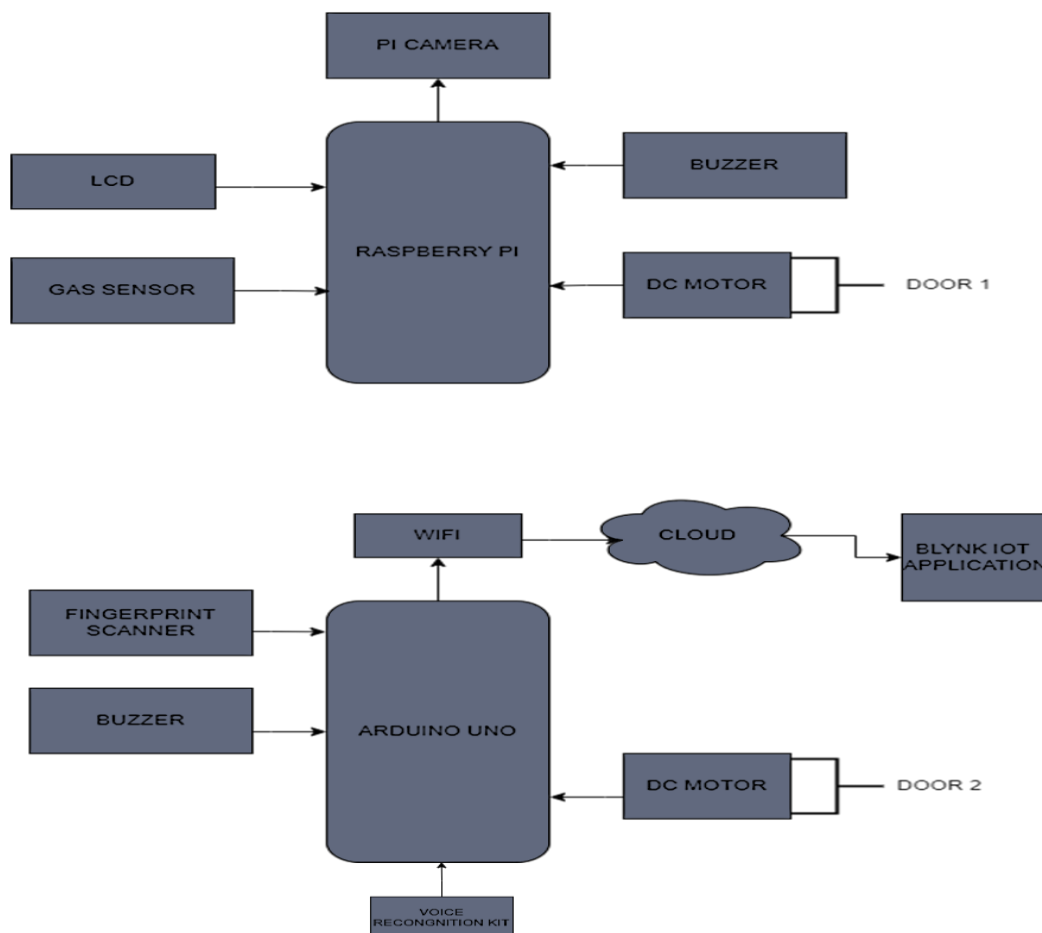 PI CAMERA
LCD
BUZZER
RASPBERRY PI
GAS SENSOR
DC MOTOR
DOOR 1
WIFI
CLOUD
BLYNK IOT
APPLICATION
FINGERPRINT
SCANNER
BUZZER
ARDUINO UNO
DC MOTOR
DOOR 2
VOICE
RECONGNITION KIT